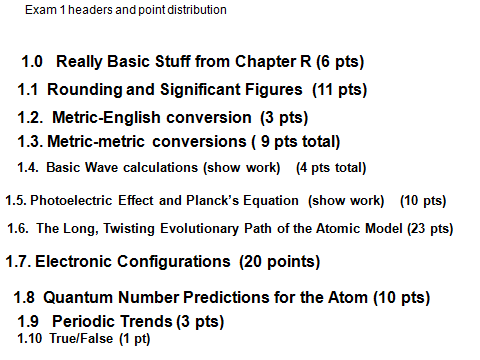 Exam 1 headers and point distribution
1.0 Really Basic Stuff from Chapter R (6 pts)
1.1 Rounding and Significant Figures (11 pts)
1.2. Metric-English conversion (3 pts)
1.3. Metric-metric conversions ( 9 pts total)
1.4. Basic Wave calculations (show work) (4 pts total)
1.5. Photoelectric Effect and Planck's Equation (show work) (10 pts)
1.6. The Long, Twisting Evolutionary Path of the Atomic Model (23 pts)
1.7. Electronic Configurations (20 points)
1.8 Quantum Number Predictions for the Atom (10 pts)
1.9 Periodic Trends (3 pts)
1.10 True/False (1 pt)